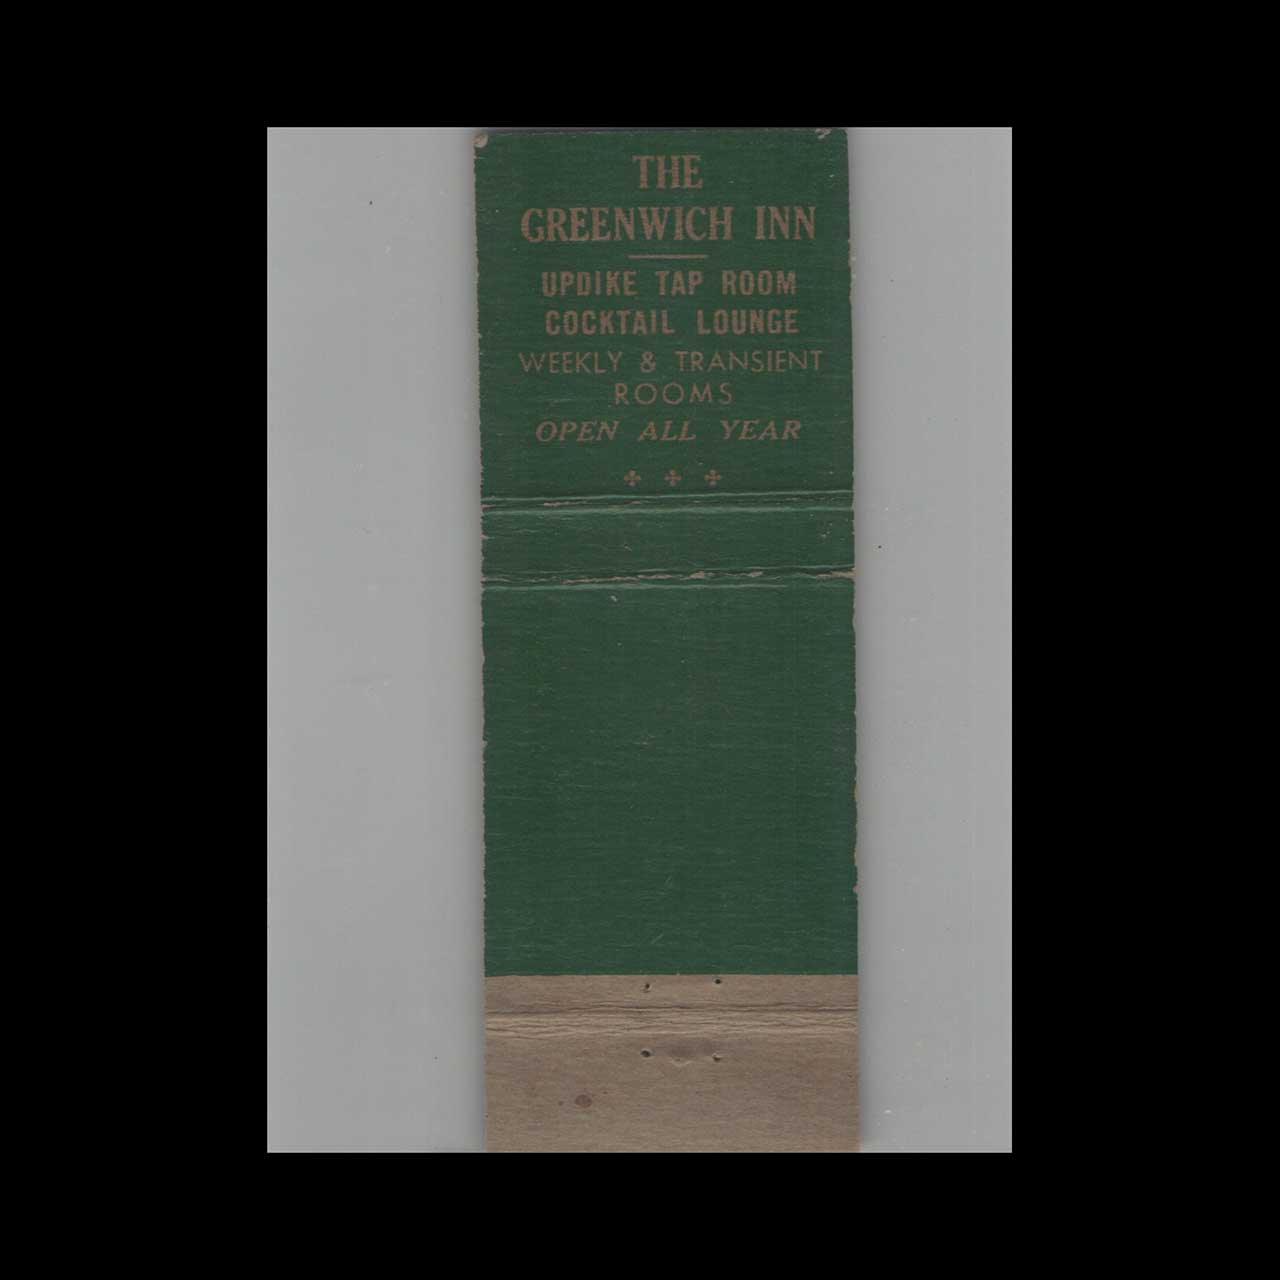 THE
GREENWICH INN
UPDIKE TAP ROOM
COCKTAIL LOUNGE
WEEKLY & TRANSIENT
ROOMS
OPEN ALL YEAR